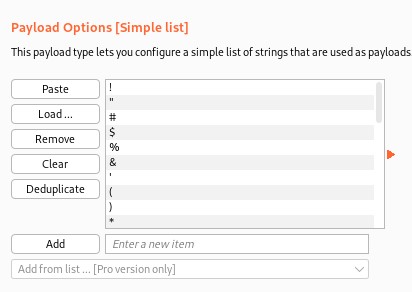 Payload Options [Simple list]
This payload type lets you configure a simple list of strings that are used as payloads.
Paste
Load ...
Remove
Clear
Deduplicate
!
"
#
$
%
&
'
(
)
*
Add
Enter a new item
Add from list ... [Pro version only]